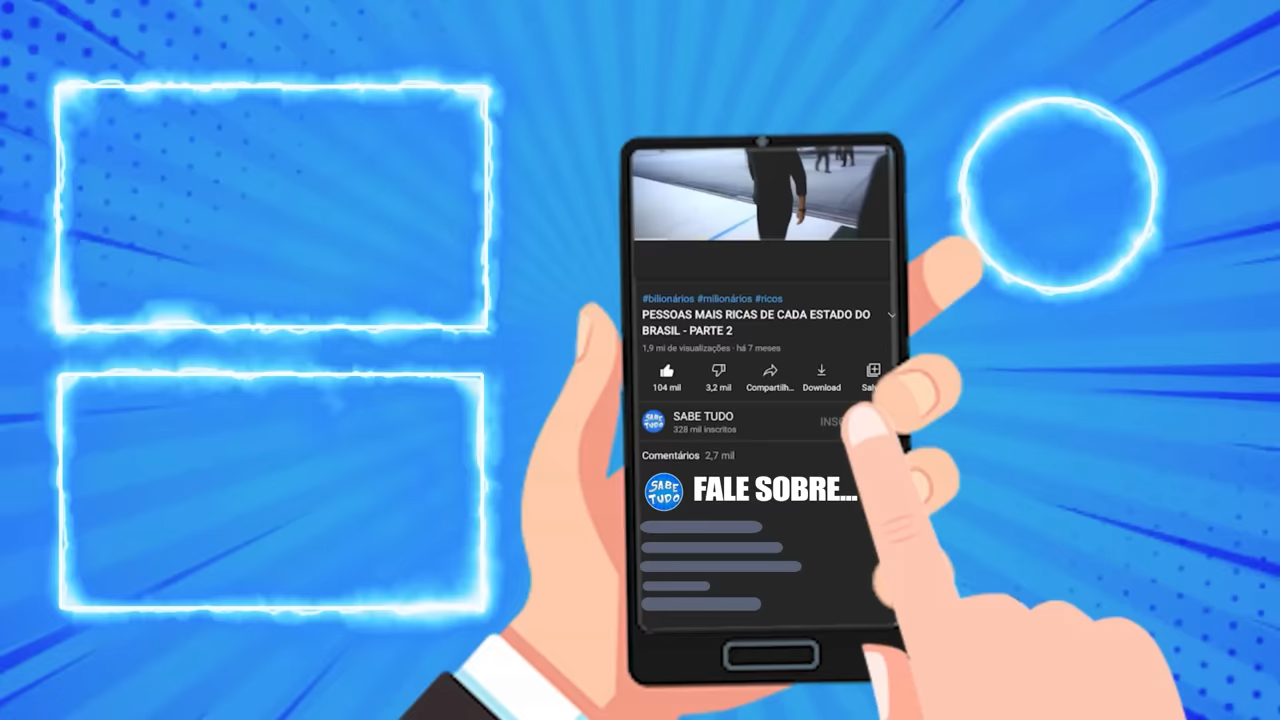 #bilionários #milionários #ricos
PESSOAS MAIS RICAS DE CADA ESTADO DO
BRASIL - PARTE 2
1,9 mi de visualizações · há 7 meses
104 mil 3,2 mil Compartilh... Download
SABE TUDO
SABE TUDO
328 mil inscritos
Comentários 2,7 mil
SABE TUDO
FALE SOBRE...